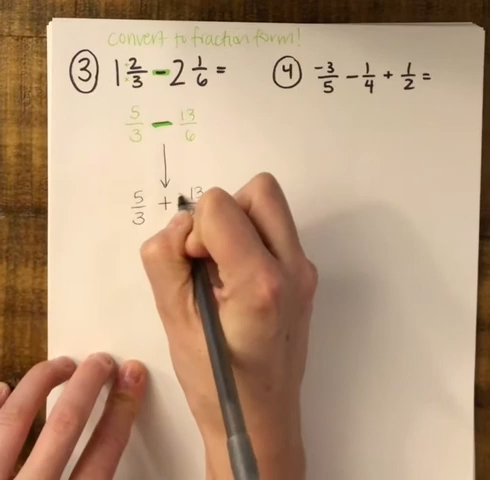 convert to fraction form!
③ 1 2/3 - 2 1/6 =
5/3 - 13/6
5/3 + -13
④ -3/5 - 1/4 + 1/2 =